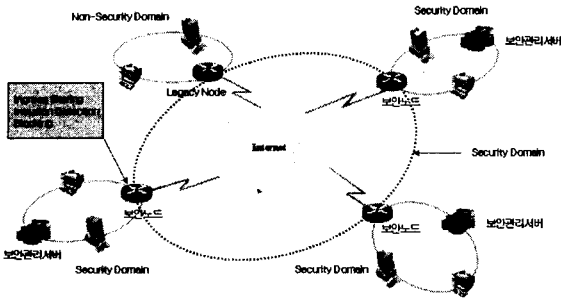 Non-Security Domain
Security Domain
보안관리서버
Legacy Node
보안노드
Internet
Security Domain
보안노드
보안노드
보안관리서버
보안관리서버
Security Domain
Security Domain